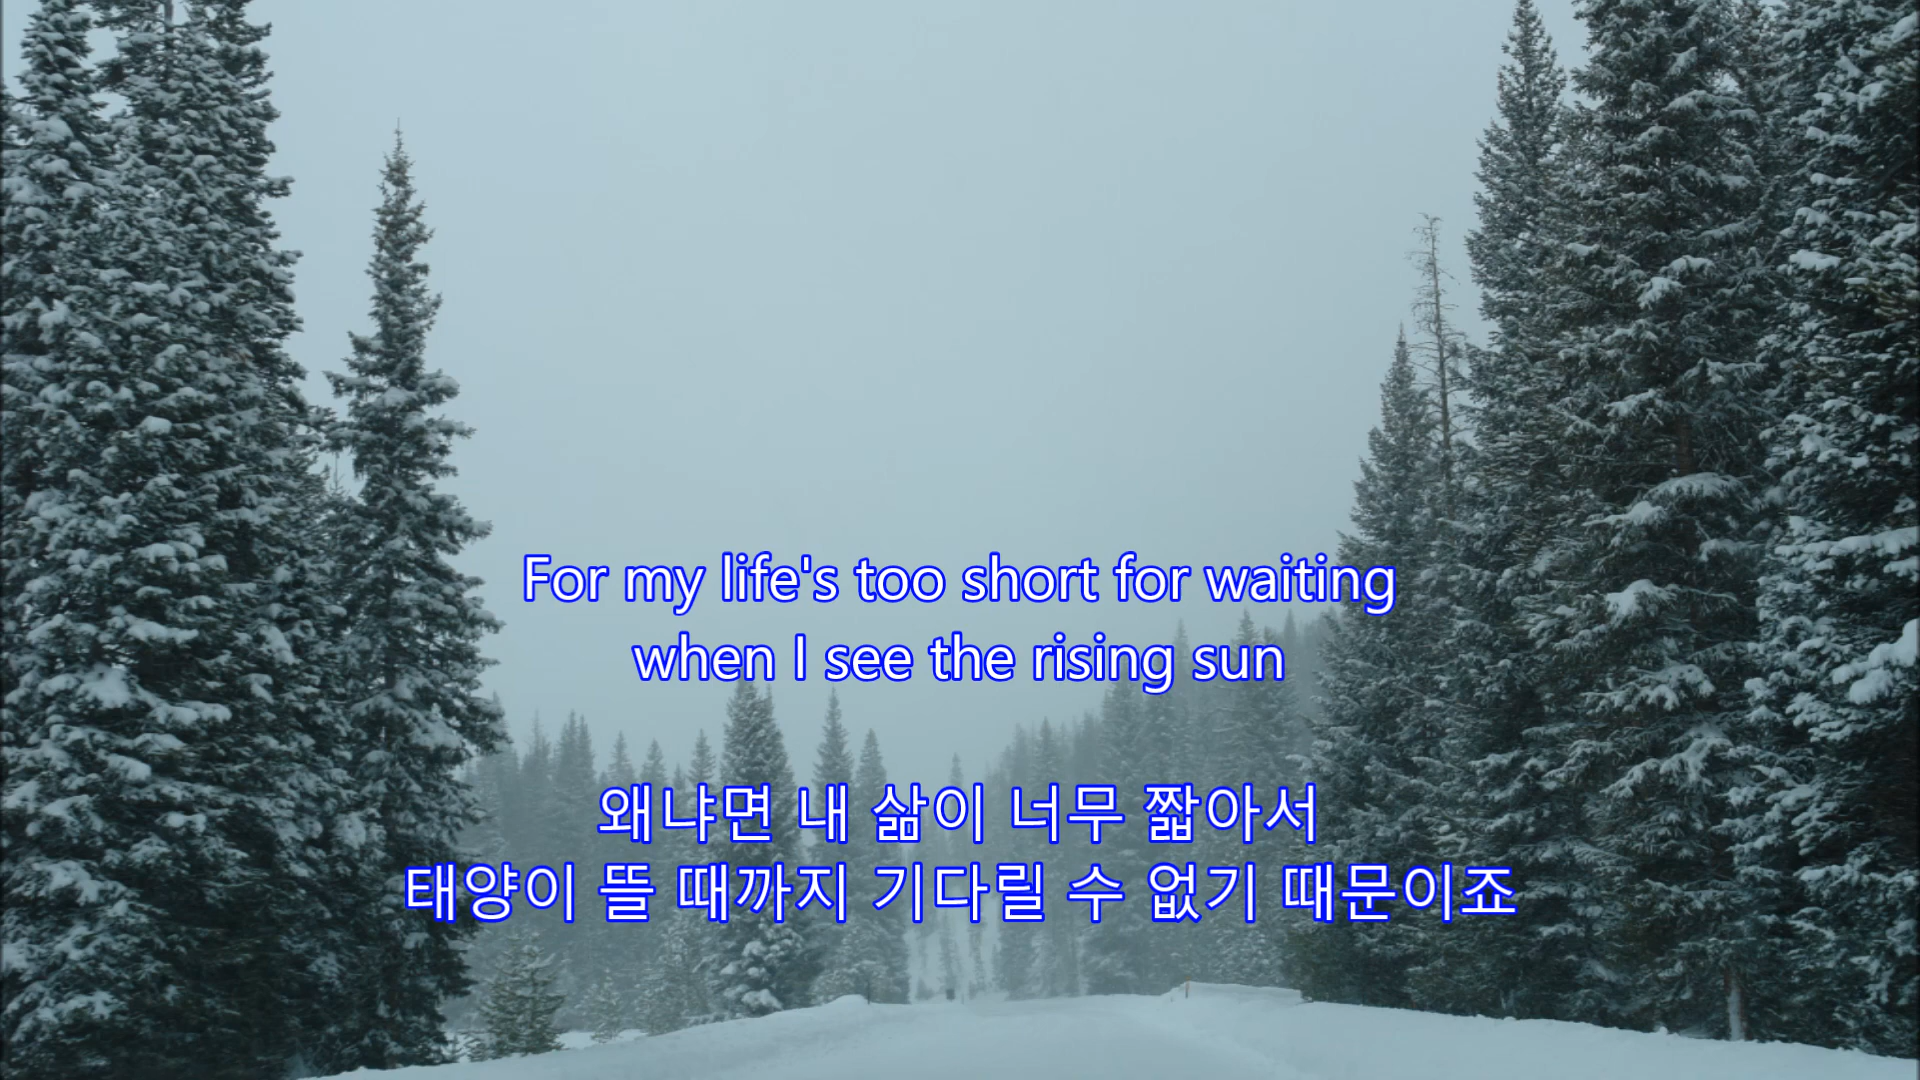 For my life's too short for waiting
when I see the rising sun
왜냐면 내 삶이 너무 짧아서
태양이 뜰 때까지 기다릴 수 없기 때문이죠